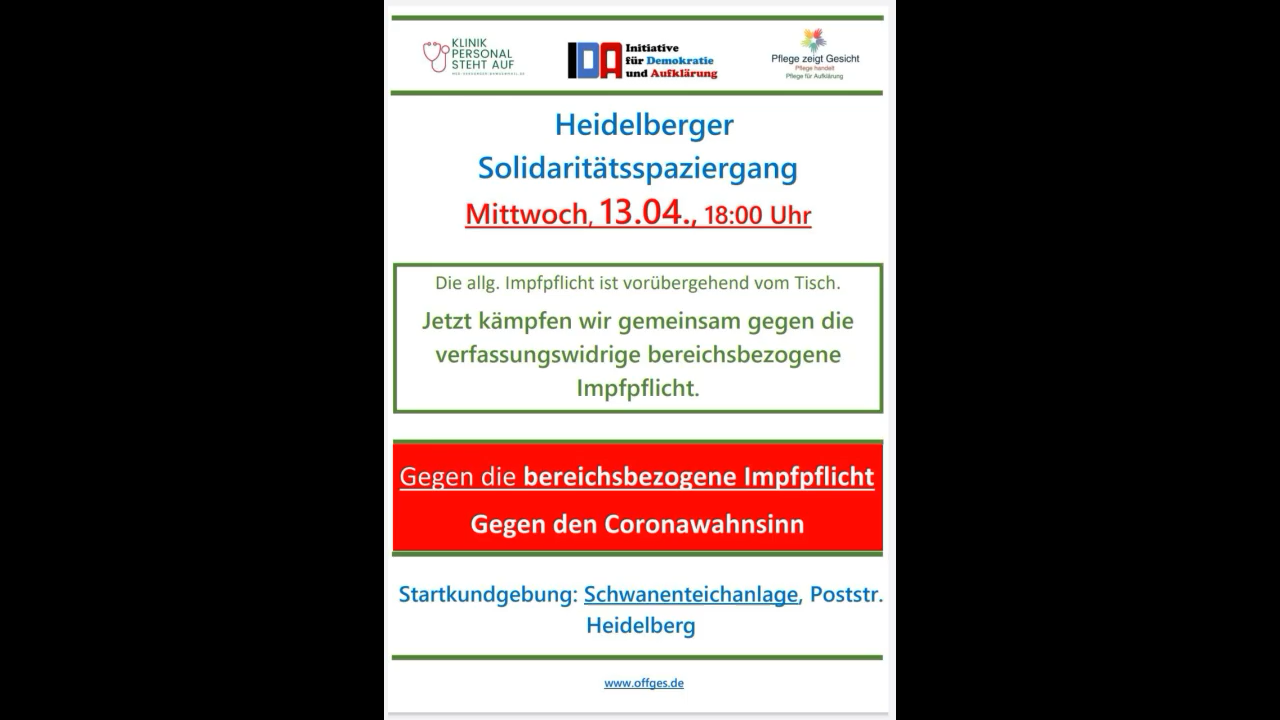 KLINIK
PERSONAL
STEHT AUF
IDA Initiative
für Demokratie
und Aufklärung
Pflege zeigt Gesicht
Pflege handelt
Pflege für Aufklärung
Heidelberger
Solidaritätsspaziergang
Mittwoch, 13.04., 18:00 Uhr
Die allg. Impfpflicht ist vorübergehend vom Tisch.
Jetzt kämpfen wir gemeinsam gegen die
verfassungswidrige bereichsbezogene
Impfpflicht.
Gegen die bereichsbezogene Impfpflicht
Gegen den Coronawahnsinn
Startkundgebung: Schwanenteichanlage, Poststr.
Heidelberg
www.offges.de